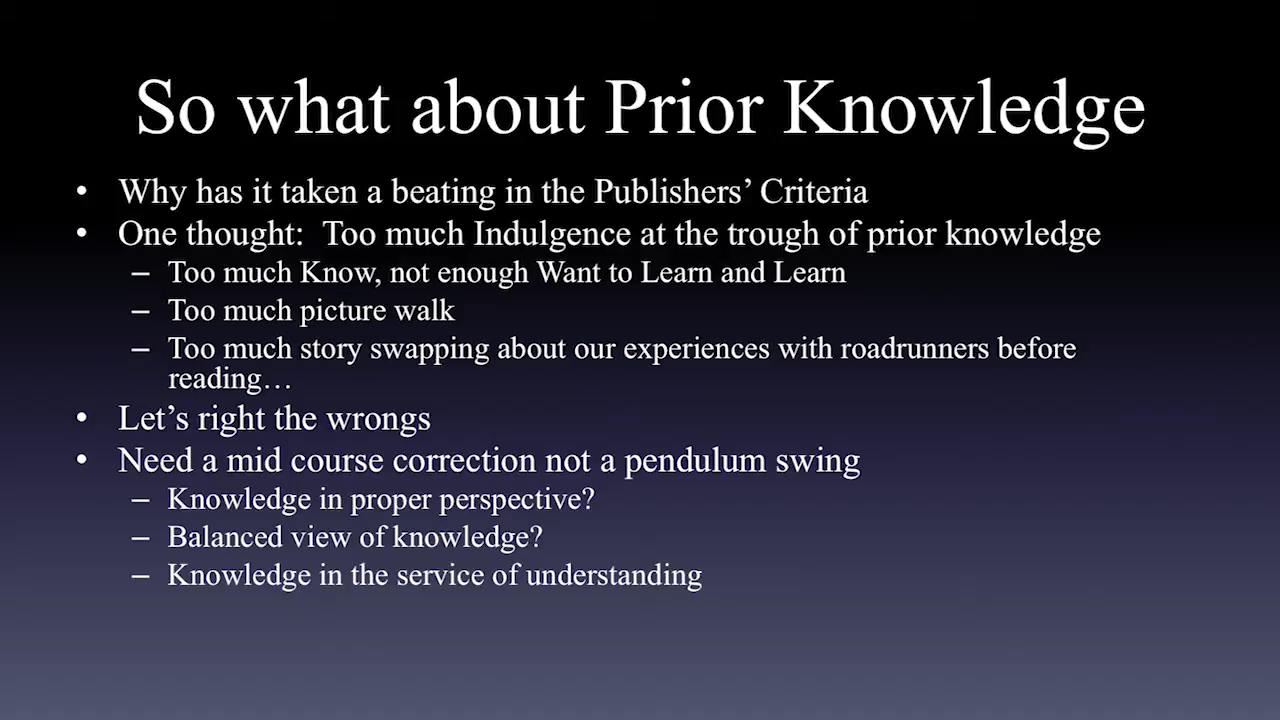 So what about Prior Knowledge
• Why has it taken a beating in the Publishers’ Criteria
• One thought:  Too much Indulgence at the trough of prior knowledge
– Too much Know, not enough Want to Learn and Learn
– Too much picture walk
– Too much story swapping about our experiences with roadrunners before
reading…
• Let’s right the wrongs
• Need a mid course correction not a pendulum swing
– Knowledge in proper perspective?
– Balanced view of knowledge?
– Knowledge in the service of understanding